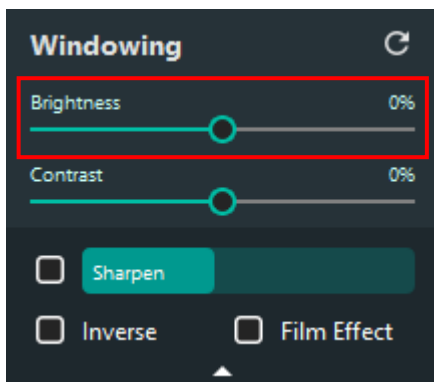 Windowing
Brightness 0%
Contrast 0%
Sharpen
Inverse Film Effect